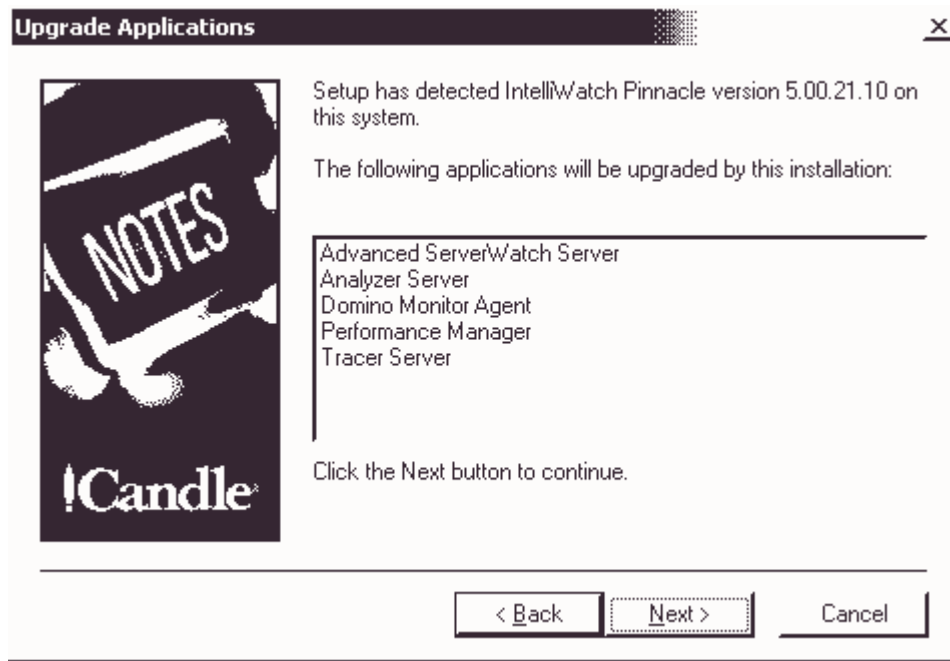 Upgrade Applications
NOTES
Candle
Setup has detected IntelliWatch Pinnacle version 5.00.21.10 on
this system.
The following applications will be upgraded by this installation:
Advanced ServerWatch Server
Analyzer Server
Domino Monitor Agent
Performance Manager
Tracer Server
Click the Next button to continue.
< Back
Next >
Cancel